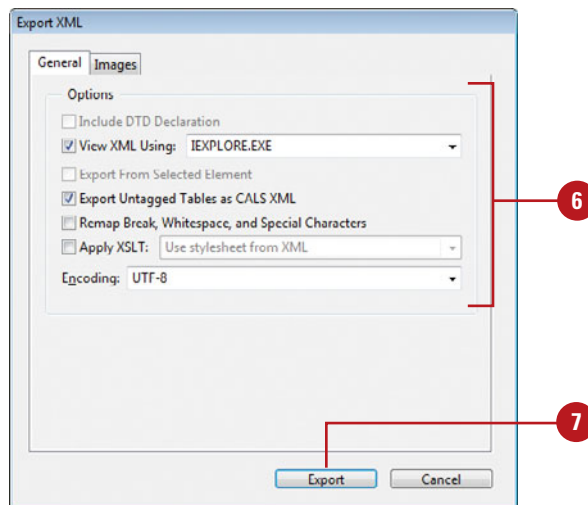 Export XML
General Images
Options
Include DTD Declaration
View XML Using: IEXPLORE.EXE
Export From Selected Element
Export Untagged Tables as CALS XML
Remap Break, Whitespace, and Special Characters
Apply XSLT: Use stylesheet from XML
Encoding: UTF-8
6
7
Export Cancel